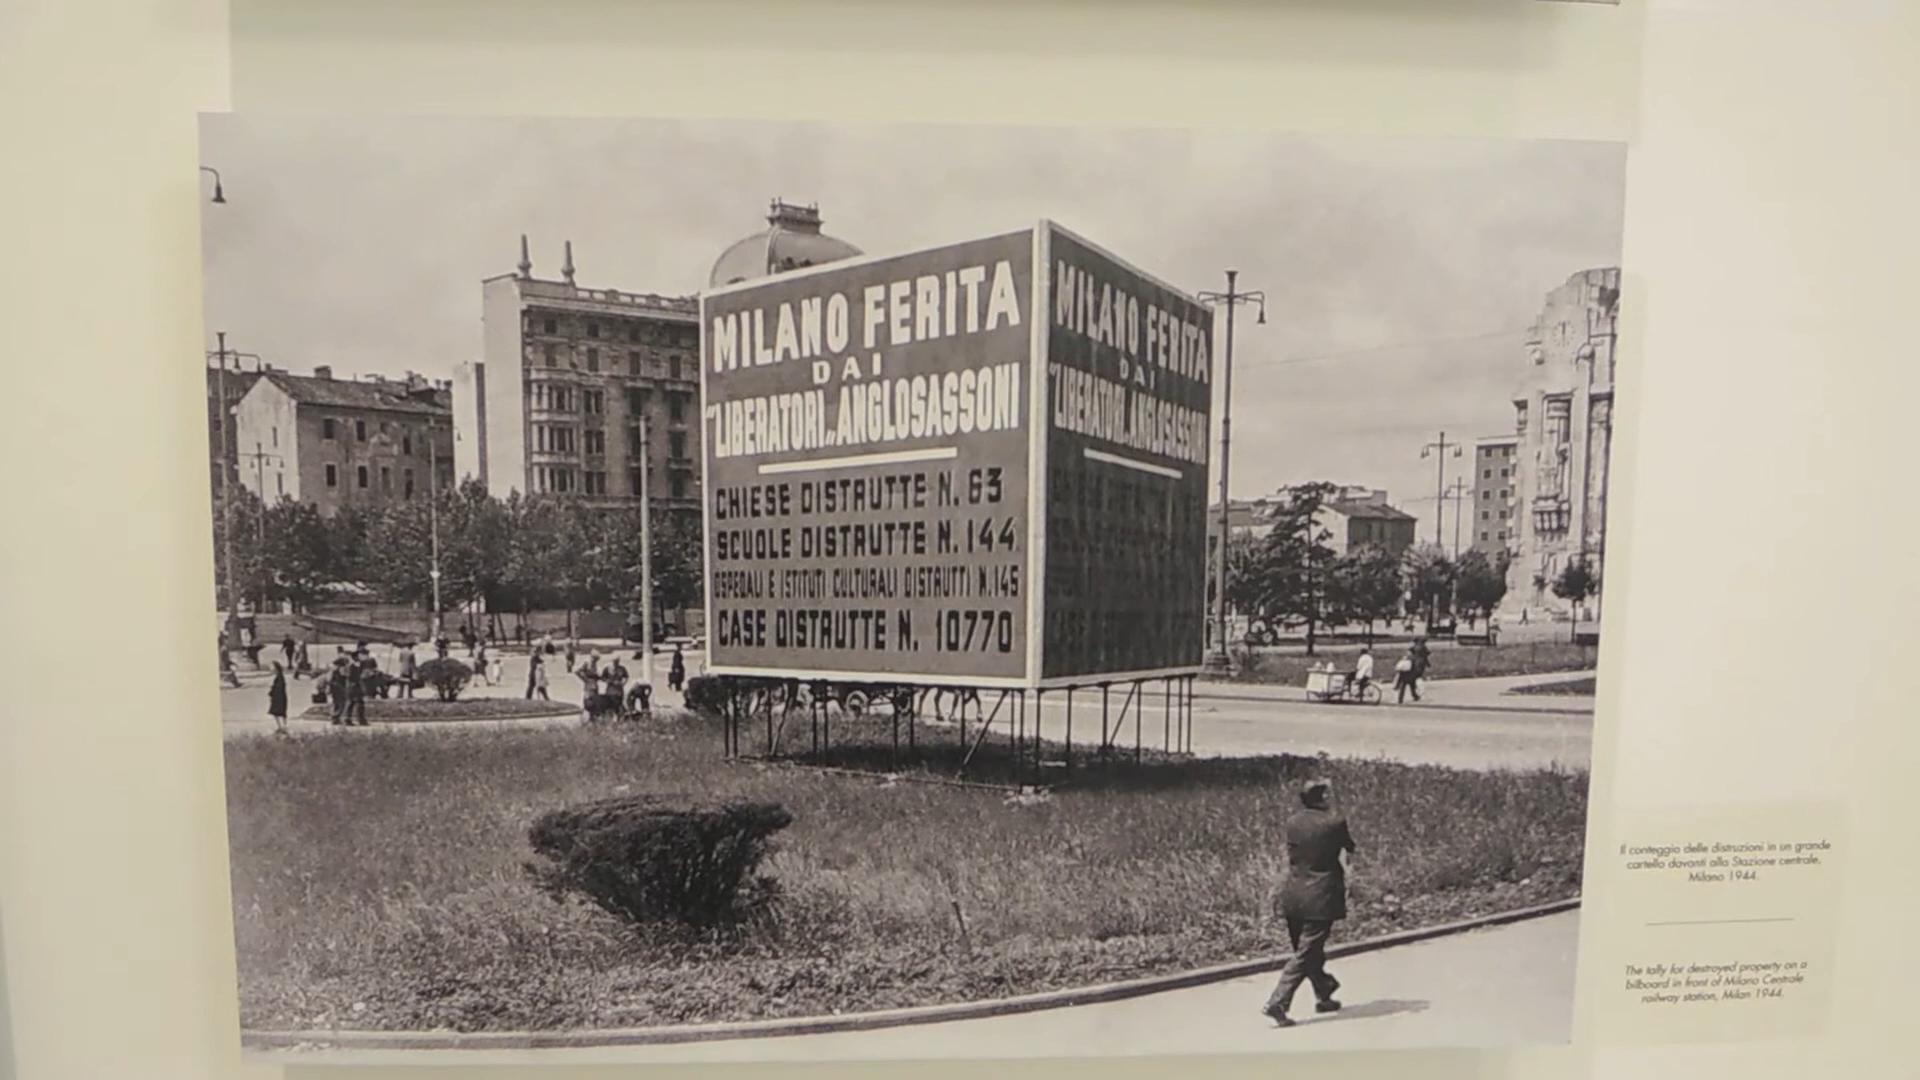 MILANO FERITA
DAI
"LIBERATORI„ ANGLOSASSONI
CHIESE DISTRUTTE N. 63
SCUOLE DISTRUTTE N. 144
OSPEDALI E ISTITUTI CULTURALI DISTRUTTI N. 145
CASE DISTRUTTE N. 10770
MILANO FERITA
DAI
"LIBERATORI„ ANGLOSASSONI
Il conteggio delle distruzioni in un grande
cartello davanti alla Stazione centrale.
Milano 1944.
The tally for destroyed property on a
bilboard in front of Milano Centrale
railway station, Milan 1944.